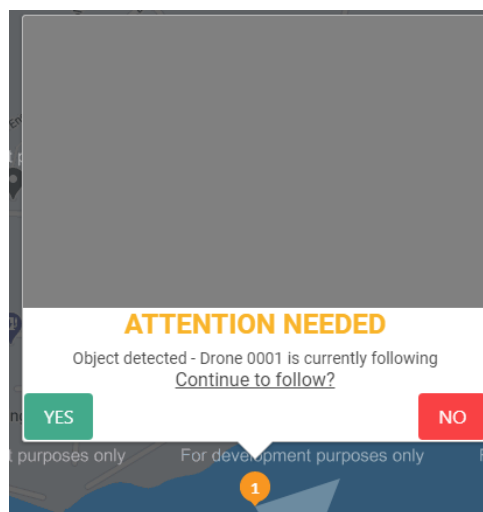 ATTENTION NEEDED
Object detected - Drone 0001 is currently following
Continue to follow?
YES
NO
purposes only
For development purposes only
1